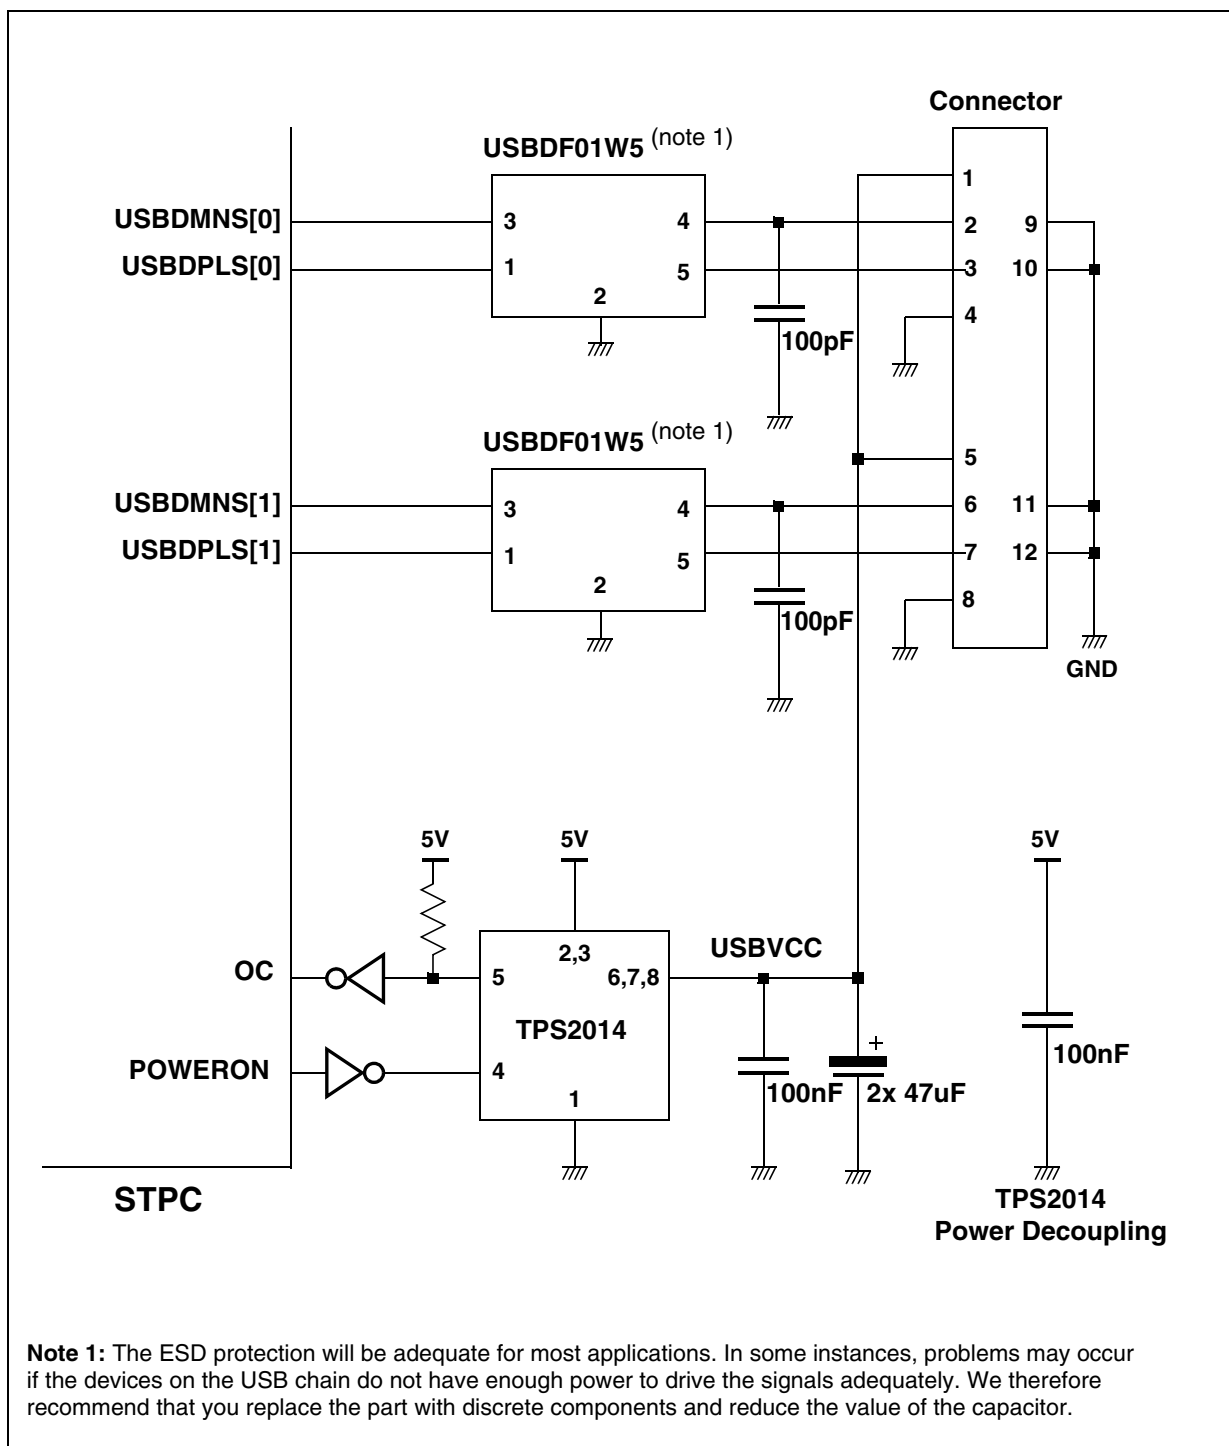 Connector
USBDF01W5 (note 1)
1
USBDMNS[0] 3 4 2 9
USBDPLS[0] 1 5 3 10
2 4
100pF
USBDF01W5 (note 1)
5
USBDMNS[1] 3 4 6 11
USBDPLS[1] 1 5 7 12
2 8
100pF
GND
5V 5V 5V
2,3 USBVCC
OC 5 6,7,8
TPS2014
POWERON 4
100nF + 2x 47uF
100nF
1
STPC
TPS2014
Power Decoupling
Note 1: The ESD protection will be adequate for most applications. In some instances, problems may occur
if the devices on the USB chain do not have enough power to drive the signals adequately. We therefore
recommend that you replace the part with discrete components and reduce the value of the capacitor.